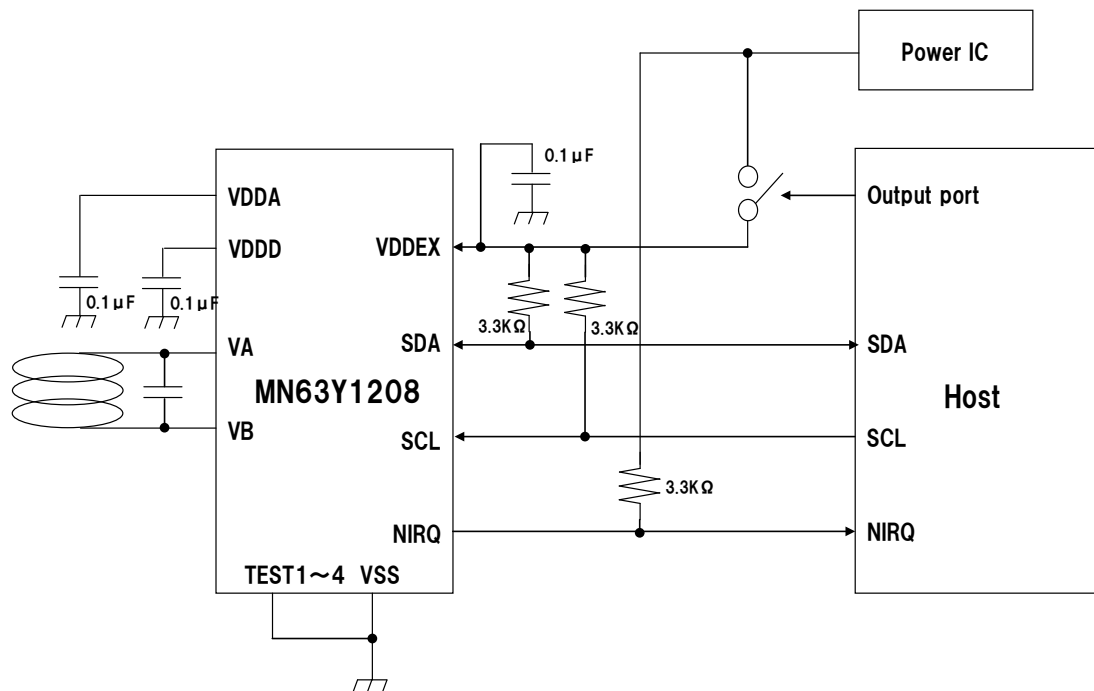 Power IC
0.1μF
VDDA
Output port
VDDD
VDDEX
0.1μF
0.1μF
3.3KΩ
3.3KΩ
VA
SDA
SDA
MN63Y1208
Host
VB
SCL
SCL
3.3KΩ
NIRQ
NIRQ
TEST1～4 VSS